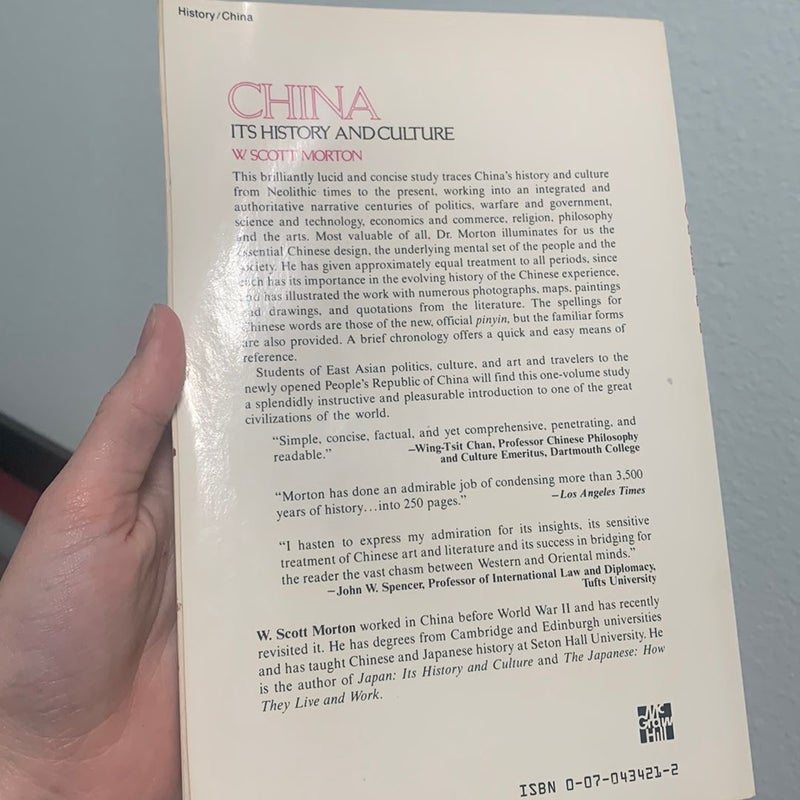 History/China
CHINA
ITS HISTORY AND CULTURE
W SCOTT MORTON
This brilliantly lucid and concise study traces China's history and culture
from Neolithic times to the present, working into an integrated and
authoritative narrative centuries of politics, warfare and government,
science and technology, economics and commerce, religion, philosophy
and the arts. Most valuable of all, Dr. Morton illuminates for us the
essential Chinese design, the underlying mental set of the people and the
society. He has given approximately equal treatment to all periods, since
each has its importance in the evolving history of the Chinese experience,
and has illustrated the work with numerous photographs, maps, paintings
and drawings, and quotations from the literature. The spellings for
Chinese words are those of the new, official pinyin, but the familiar forms
are also provided. A brief chronology offers a quick and easy means of
reference.
Students of East Asian politics, culture, and art and travelers to the
newly opened People's Republic of China will find this one-volume study
a splendidly instructive and pleasurable introduction to one of the great
civilizations of the world.
"Simple, concise, factual, and yet comprehensive, penetrating, and
readable."
—Wing-Tsit Chan, Professor Chinese Philosophy
and Culture Emeritus, Dartmouth College
"Morton has done an admirable job of condensing more than 3,500
years of history...into 250 pages."
—Los Angeles Times
"I hasten to express my admiration for its insights, its sensitive
treatment of Chinese art and literature and its success in bridging for
the reader the vast chasm between Western and Oriental minds."
—John W. Spencer, Professor of International Law and Diplomacy,
Tufts University
W. Scott Morton worked in China before World War II and has recently
revisited it. He has degrees from Cambridge and Edinburgh universities
and has taught Chinese and Japanese history at Seton Hall University. He
is the author of Japan: Its History and Culture and The Japanese: How
They Live and Work.
Mc
Graw
Hill
ISBN 0-07-043421-2